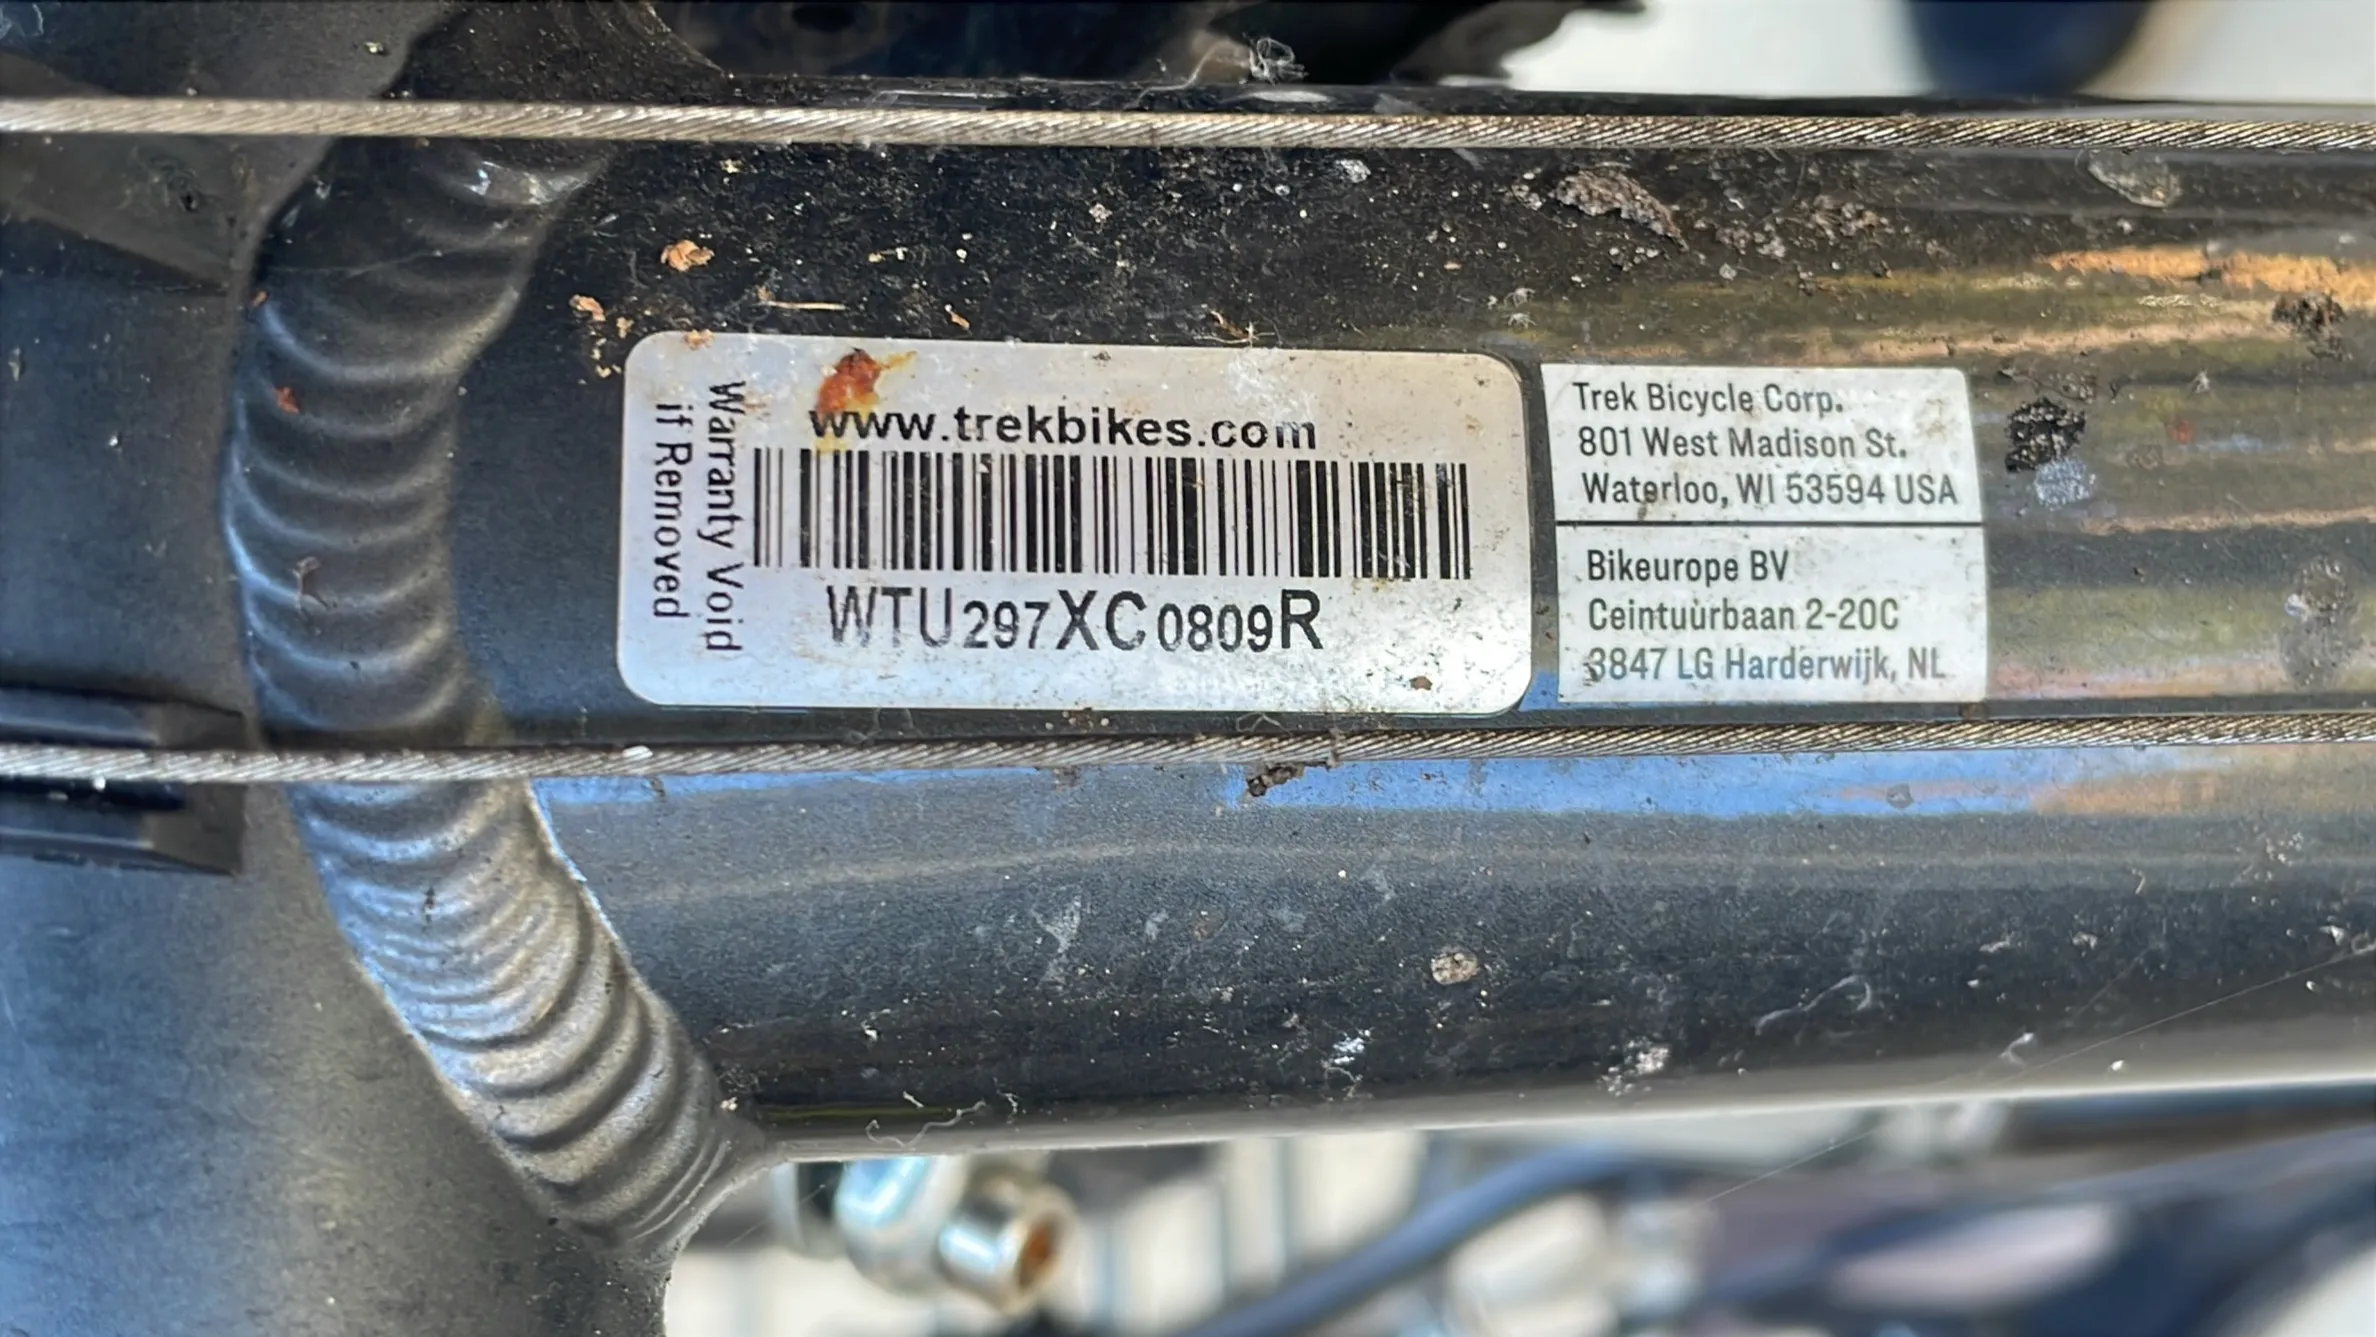 Warranty Void
if Removed
www.trekbikes.com
WTU297XC0809R
Trek Bicycle Corp.
801 West Madison St.
Waterloo, WI 53594 USA
Bikeurope BV
Ceintuurbaan 2-20C
3847 LG Harderwijk, NL